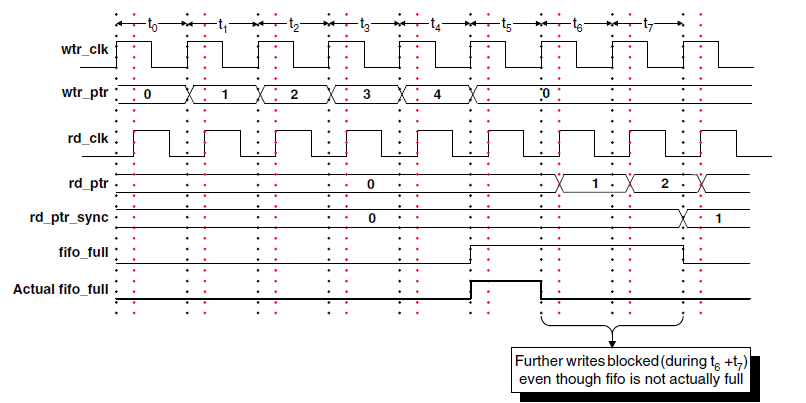 t0 t1 t2 t3 t4 t5 t6 t7
wtr_clk
wtr_ptr 0 1 2 3 4 0
rd_clk
rd_ptr 0 1 2
rd_ptr_sync 0 1
fifo_full
Actual fifo_full
Further writes blocked (during t6 +t7)
even though fifo is not actually full